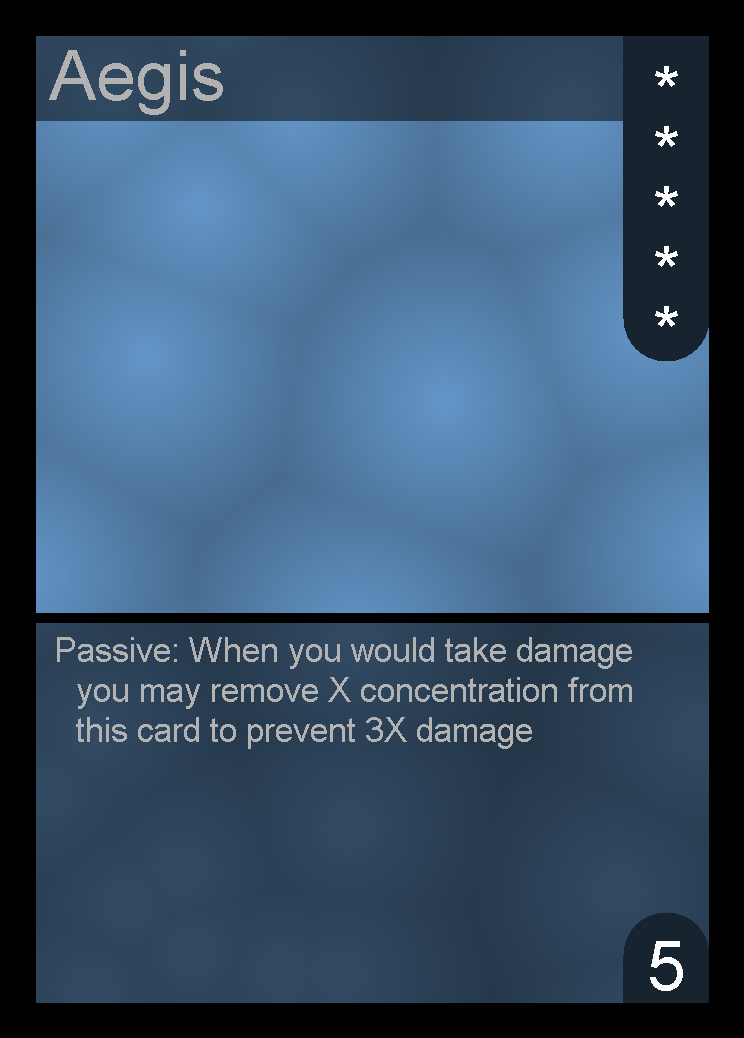 Aegis
*
*
*
*
*
Passive: When you would take damage
you may remove X concentration from
this card to prevent 3X damage
5